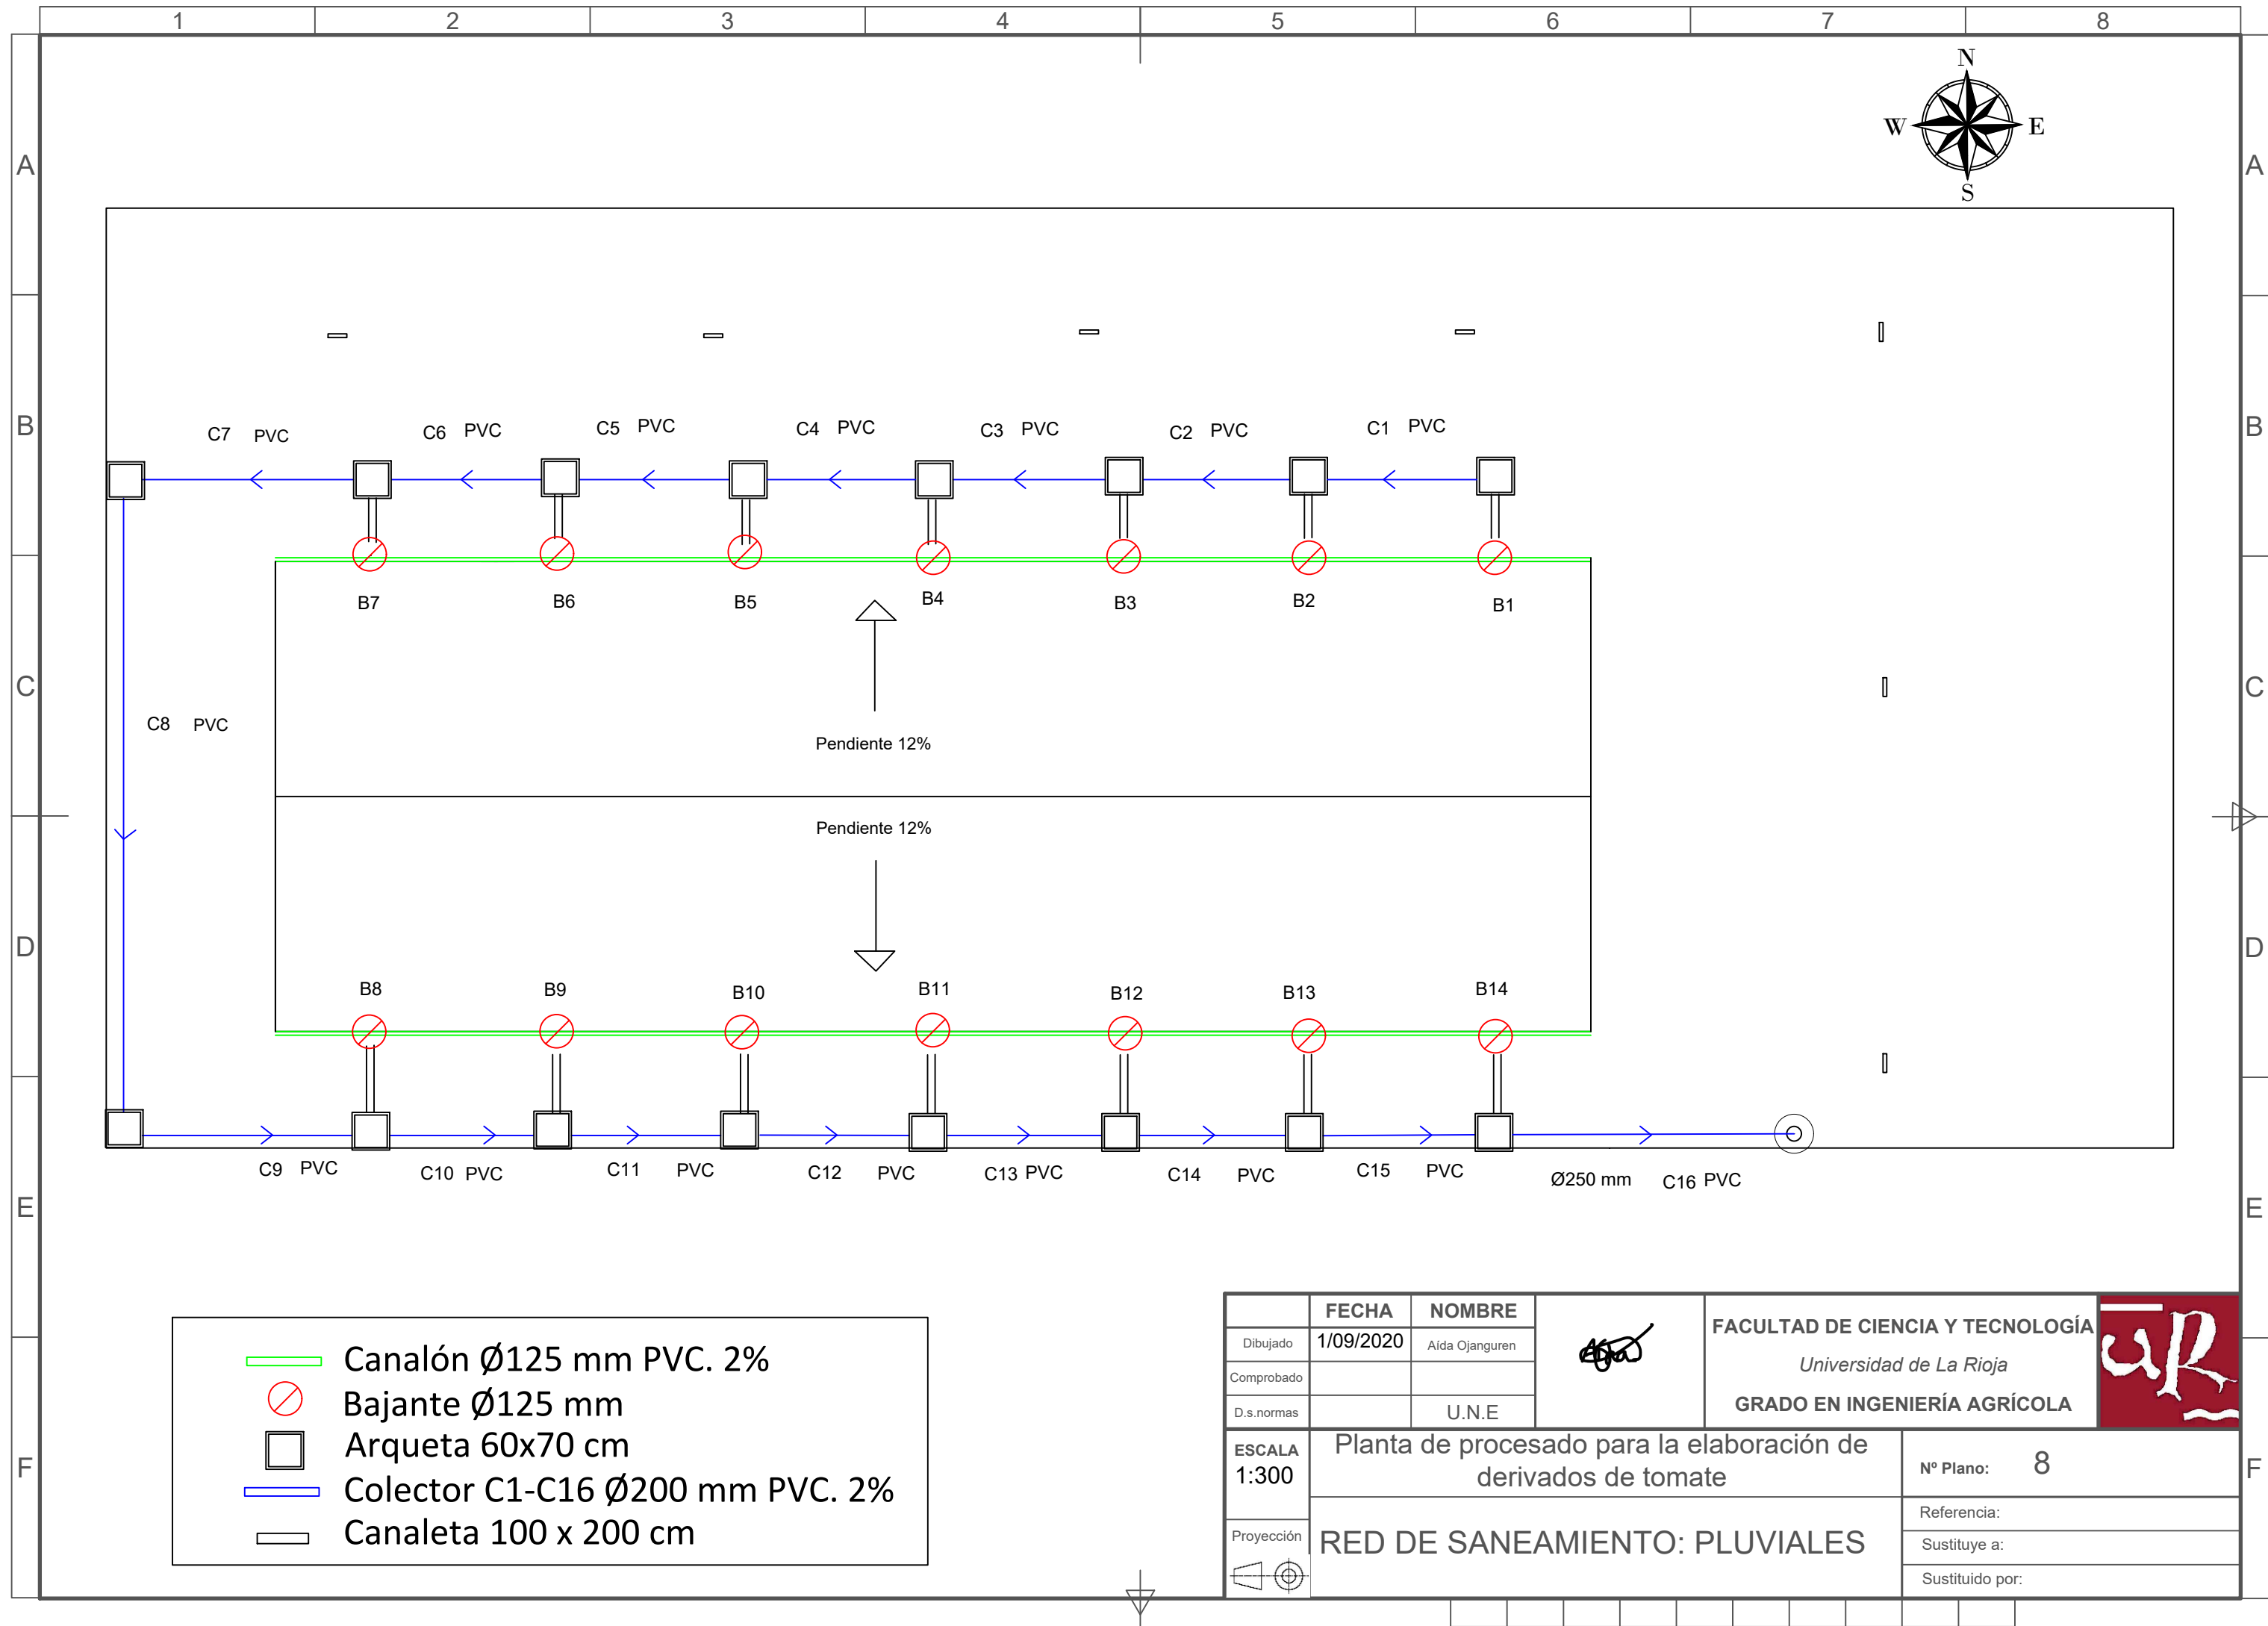 1 2 3 4 5 6 7 8
N
W E
S
A A
B B
C C
D D
E E
F F
C7 PVC C6 PVC C5 PVC C4 PVC C3 PVC C2 PVC C1 PVC
B7 B6 B5 B4 B3 B2 B1
C8 PVC
Pendiente 12%
Pendiente 12%
B8 B9 B10 B11 B12 B13 B14
C9 PVC C10 PVC C11 PVC C12 PVC C13 PVC C14 PVC C15 PVC Ø250 mm C16 PVC
Canalón Ø125 mm PVC. 2%
Bajante Ø125 mm
Arqueta 60x70 cm
Colector C1-C16 Ø200 mm PVC. 2%
Canaleta 100 x 200 cm
FECHA NOMBRE
Dibujado 1/09/2020 Aída Ojanguren
Comprobado
D.s.normas U.N.E
FACULTAD DE CIENCIA Y TECNOLOGÍA
Universidad de La Rioja
GRADO EN INGENIERÍA AGRÍCOLA
uR
ESCALA
1:300
Planta de procesado para la elaboración de
derivados de tomate
Nº Plano: 8
Proyección
RED DE SANEAMIENTO: PLUVIALES
Referencia:
Sustituye a:
Sustituido por: